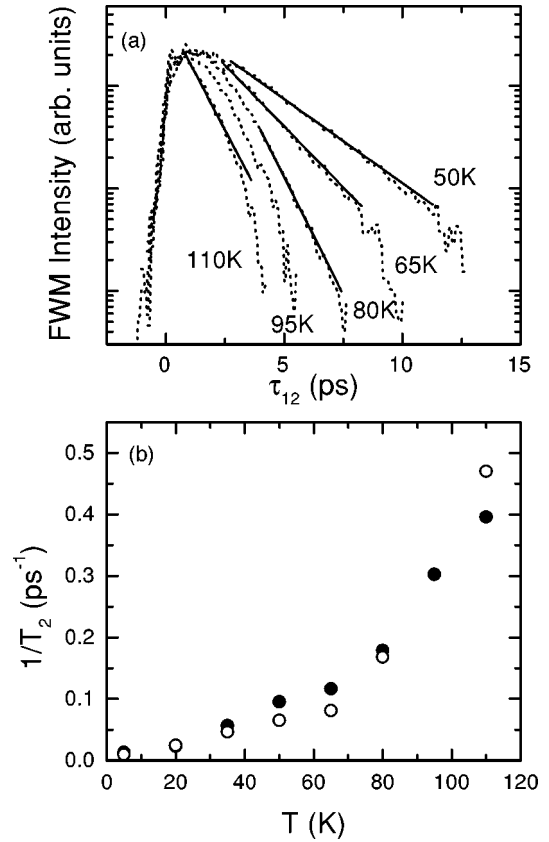 (a)
FWM Intensity (arb. units)
50K
65K
80K
95K
110K
0 5 10 15
τ12 (ps)
(b)
0.5
0.4
0.3
0.2
0.1
0.0
1/T2 (ps-1)
0 20 40 60 80 100 120
T (K)